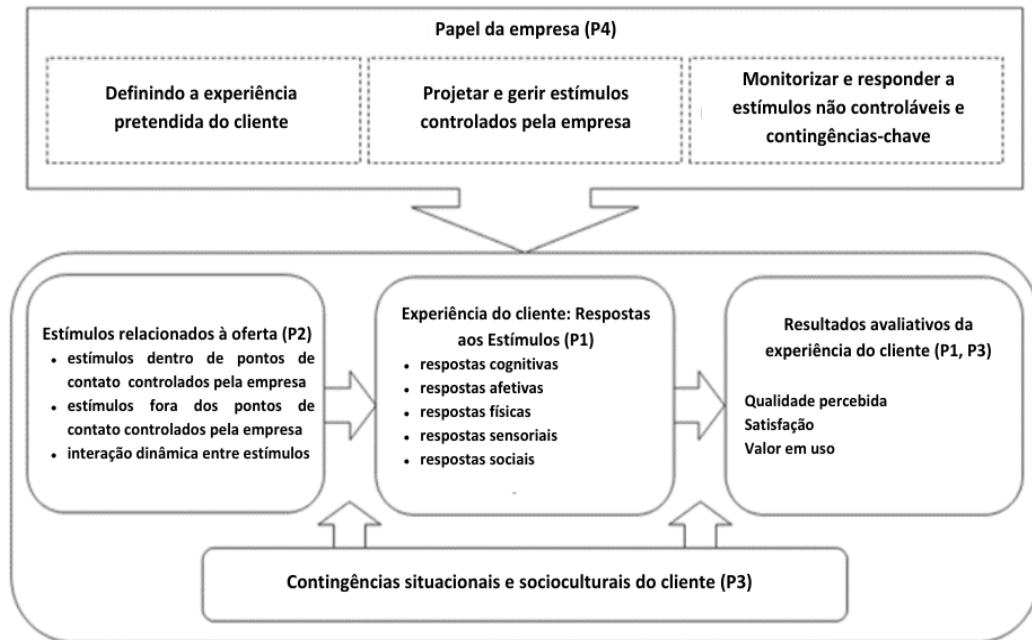 Papel da empresa (P4)
Definindo a experiência
pretendida do cliente
Projetar e gerir estímulos
controlados pela empresa
Monitorizar e responder a
estímulos não controláveis e
contingências-chave
Estímulos relacionados à oferta (P2)
• estímulos dentro de pontos de
contato controlados pela empresa
• estímulos fora dos pontos de
contato controlados pela empresa
• interação dinâmica entre estímulos
Experiência do cliente: Respostas
aos Estímulos (P1)
• respostas cognitivas
• respostas afetivas
• respostas físicas
• respostas sensoriais
• respostas sociais
Resultados avaliativos da
experiência do cliente (P1, P3)
Qualidade percebida
Satisfação
Valor em uso
Contingências situacionais e socioculturais do cliente (P3)